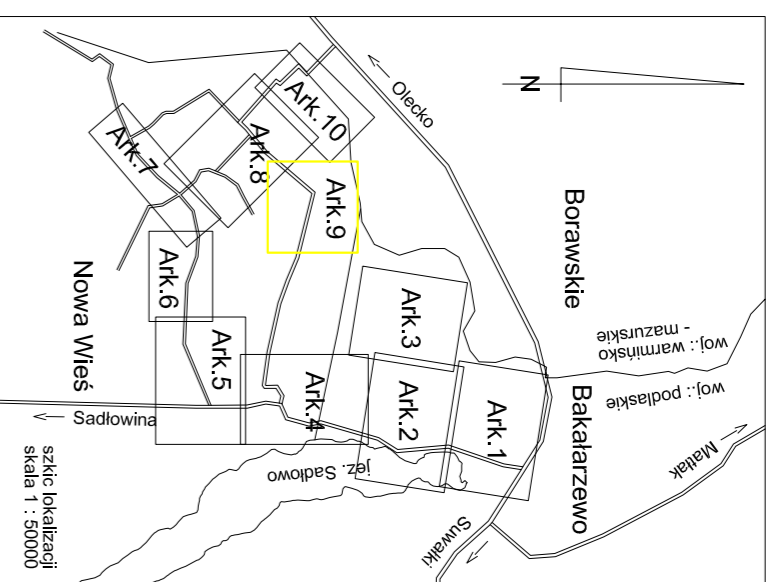 Olecko
N
Borawskie
woj.: warmińsko
- mazurskie
woj.: podlaskie
Bakałarzewo
Matłak
Suwałki
jez. Sadłowo
Sadłowina
Nowa Wieś
Ark.1
Ark.2
Ark.3
Ark.4
Ark.5
Ark.6
Ark.7
Ark.8
Ark.9
Ark.10
szkic lokalizacji
skala 1 : 50000